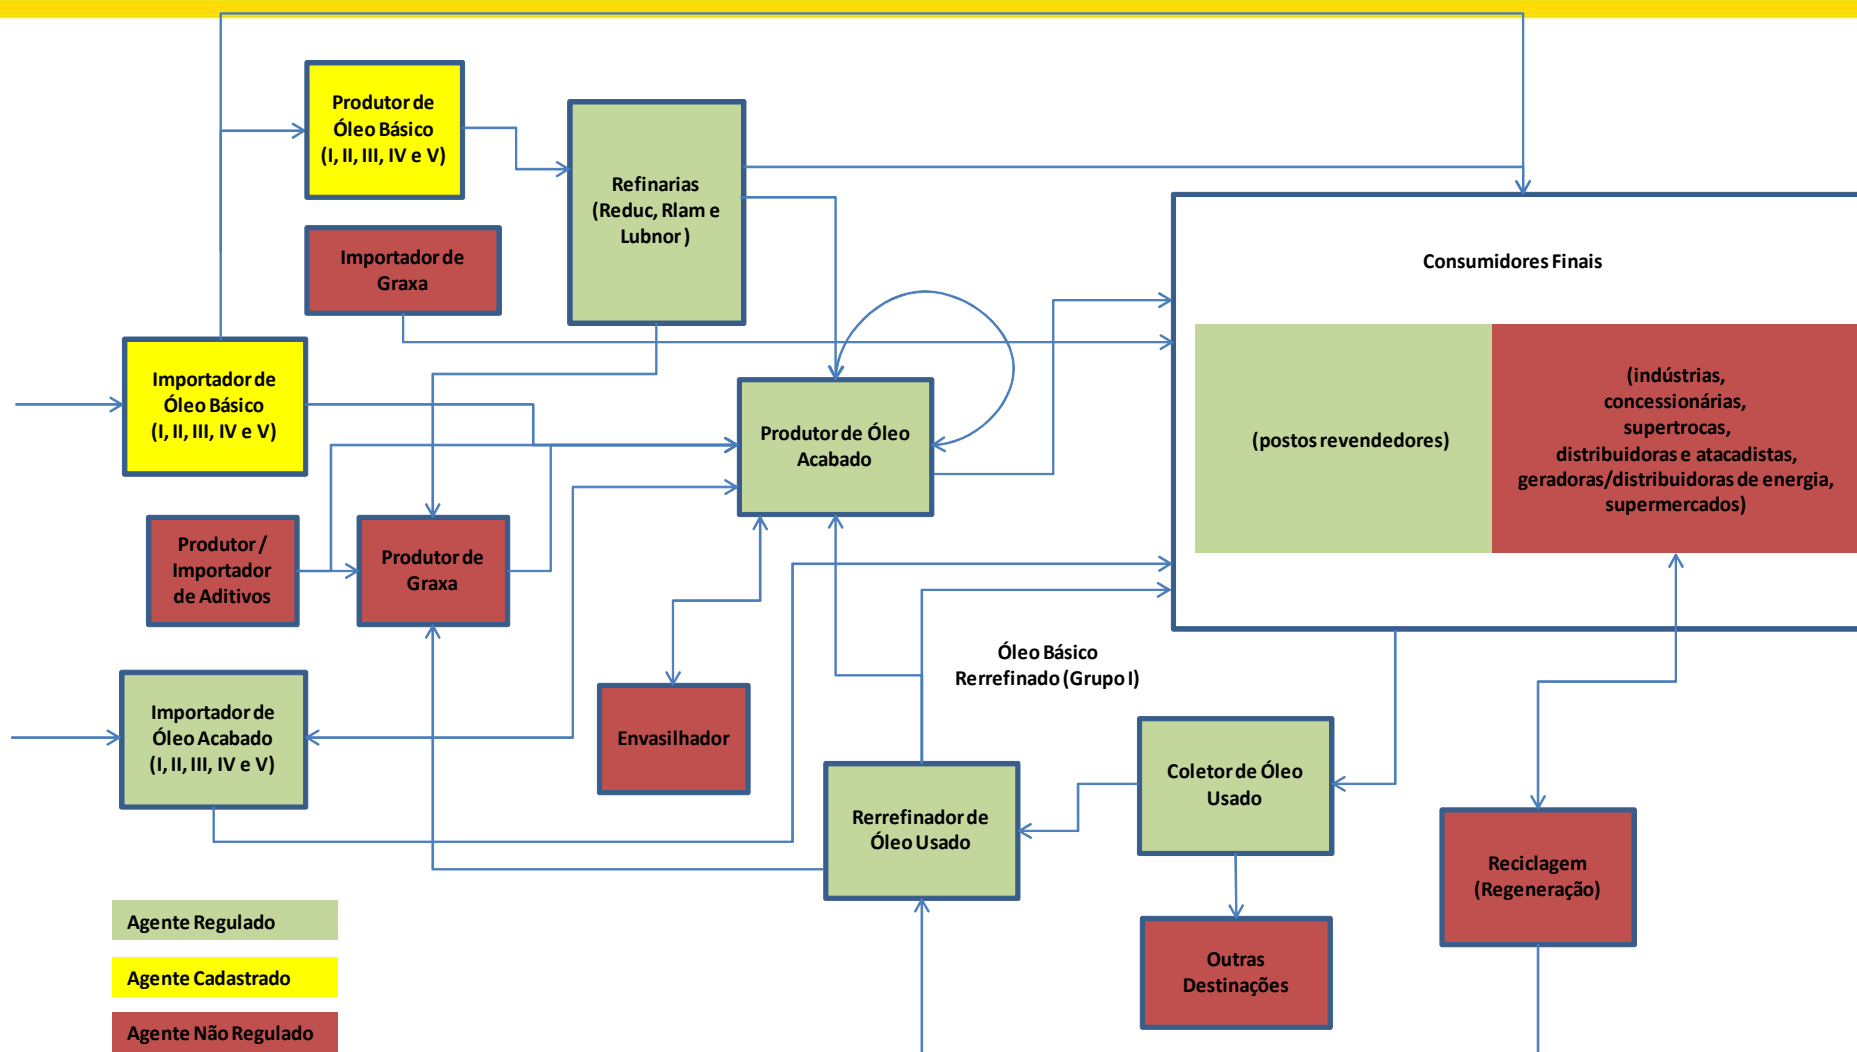 Produtor de
Óleo Básico
(I, II, III, IV e V)
Refinarias
(Reduc, Rlam e
Lubnor )
Importador de
Graxa
Consumidores Finais
Importador de
Óleo Básico
(I, II, III, IV e V)
Produtor de Óleo
Acabado
(postos revendedores)
(indústrias,
concessionárias,
supertrocas,
distribuidoras e atacadistas,
geradoras/distribuidoras de energia,
supermercados)
Produtor /
Importador
de Aditivos
Produtor de
Graxa
Óleo Básico
Rerrefinado (Grupo I)
Importador de
Óleo Acabado
(I, II, III, IV e V)
Envasilhador
Coletor de Óleo
Usado
Rerrefinador de
Óleo Usado
Reciclagem
(Regeneração)
Outras
Destinações
Agente Regulado
Agente Cadastrado
Agente Não Regulado